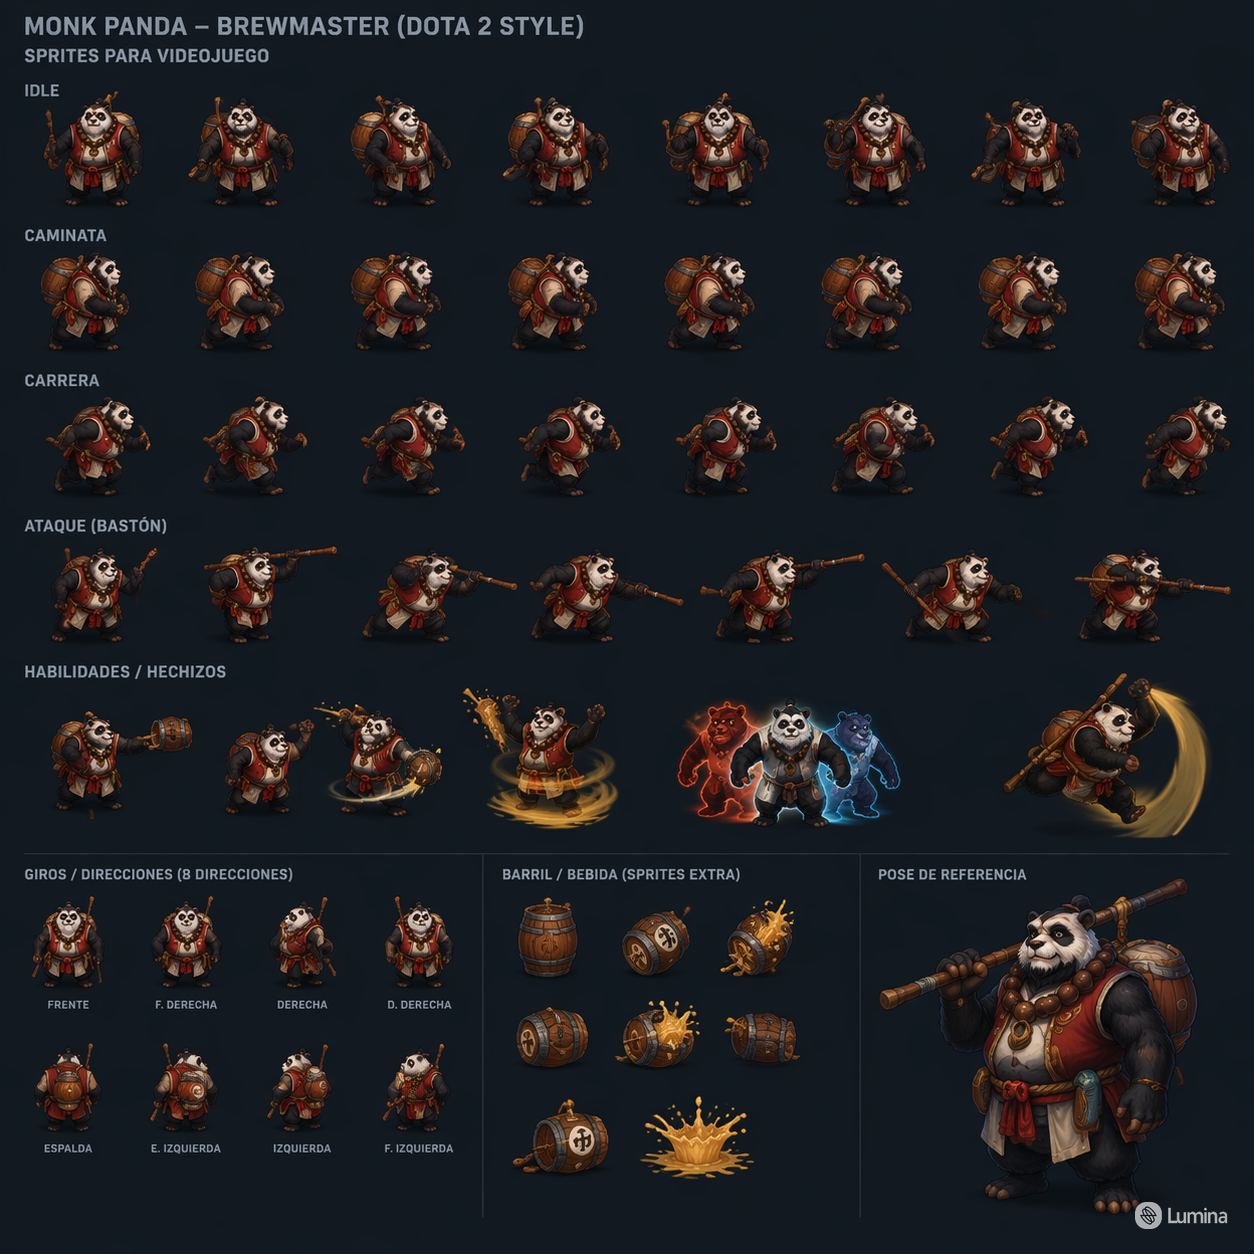 MONK PANDA – BREWMASTER (DOTA 2 STYLE)
SPRITES PARA VIDEOJUEGO
IDLE
CAMINATA
CARRERA
ATAQUE (BASTÓN)
HABILIDADES / HECHIZOS
GIROS / DIRECCIONES (8 DIRECCIONES)
FRENTE
F. DERECHA
DERECHA
D. DERECHA
ESPALDA
E. IZQUIERDA
IZQUIERDA
F. IZQUIERDA
BARRIL / BEBIDA (SPRITES EXTRA)
POSE DE REFERENCIA
Lumina